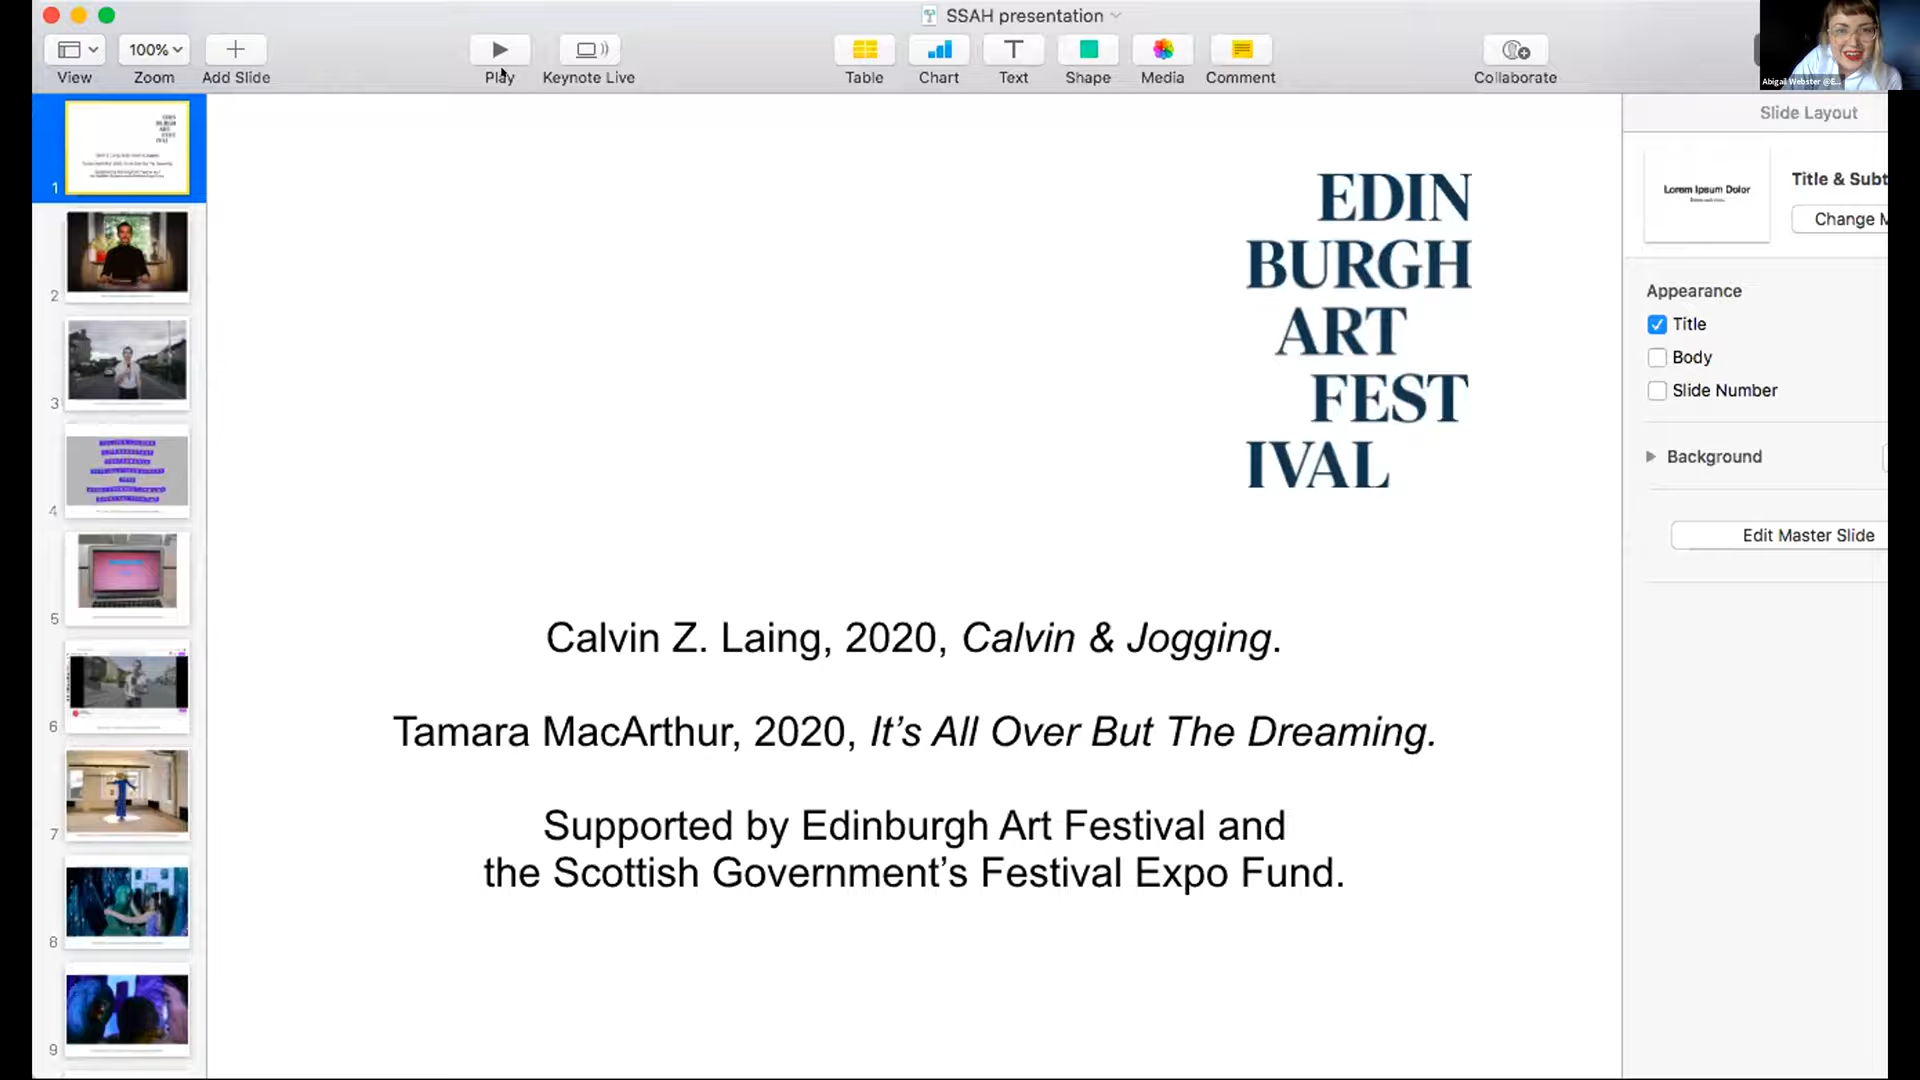 SSAH presentation
100%
View
Zoom
Add Slide
Play
Keynote Live
Table
Chart
Text
Shape
Media
Comment
Collaborate
Abigail Webster @E...
1
2
3
4
5
6
7
8
9
EDIN
BURGH
ART
FEST
IVAL
Calvin Z. Laing, 2020, Calvin & Jogging.
Tamara MacArthur, 2020, It’s All Over But The Dreaming.
Supported by Edinburgh Art Festival and
the Scottish Government’s Festival Expo Fund.
Slide Layout
Lorem Ipsum Dolor
Title & Subt
Change M
Appearance
Title
Body
Slide Number
Background
Edit Master Slide